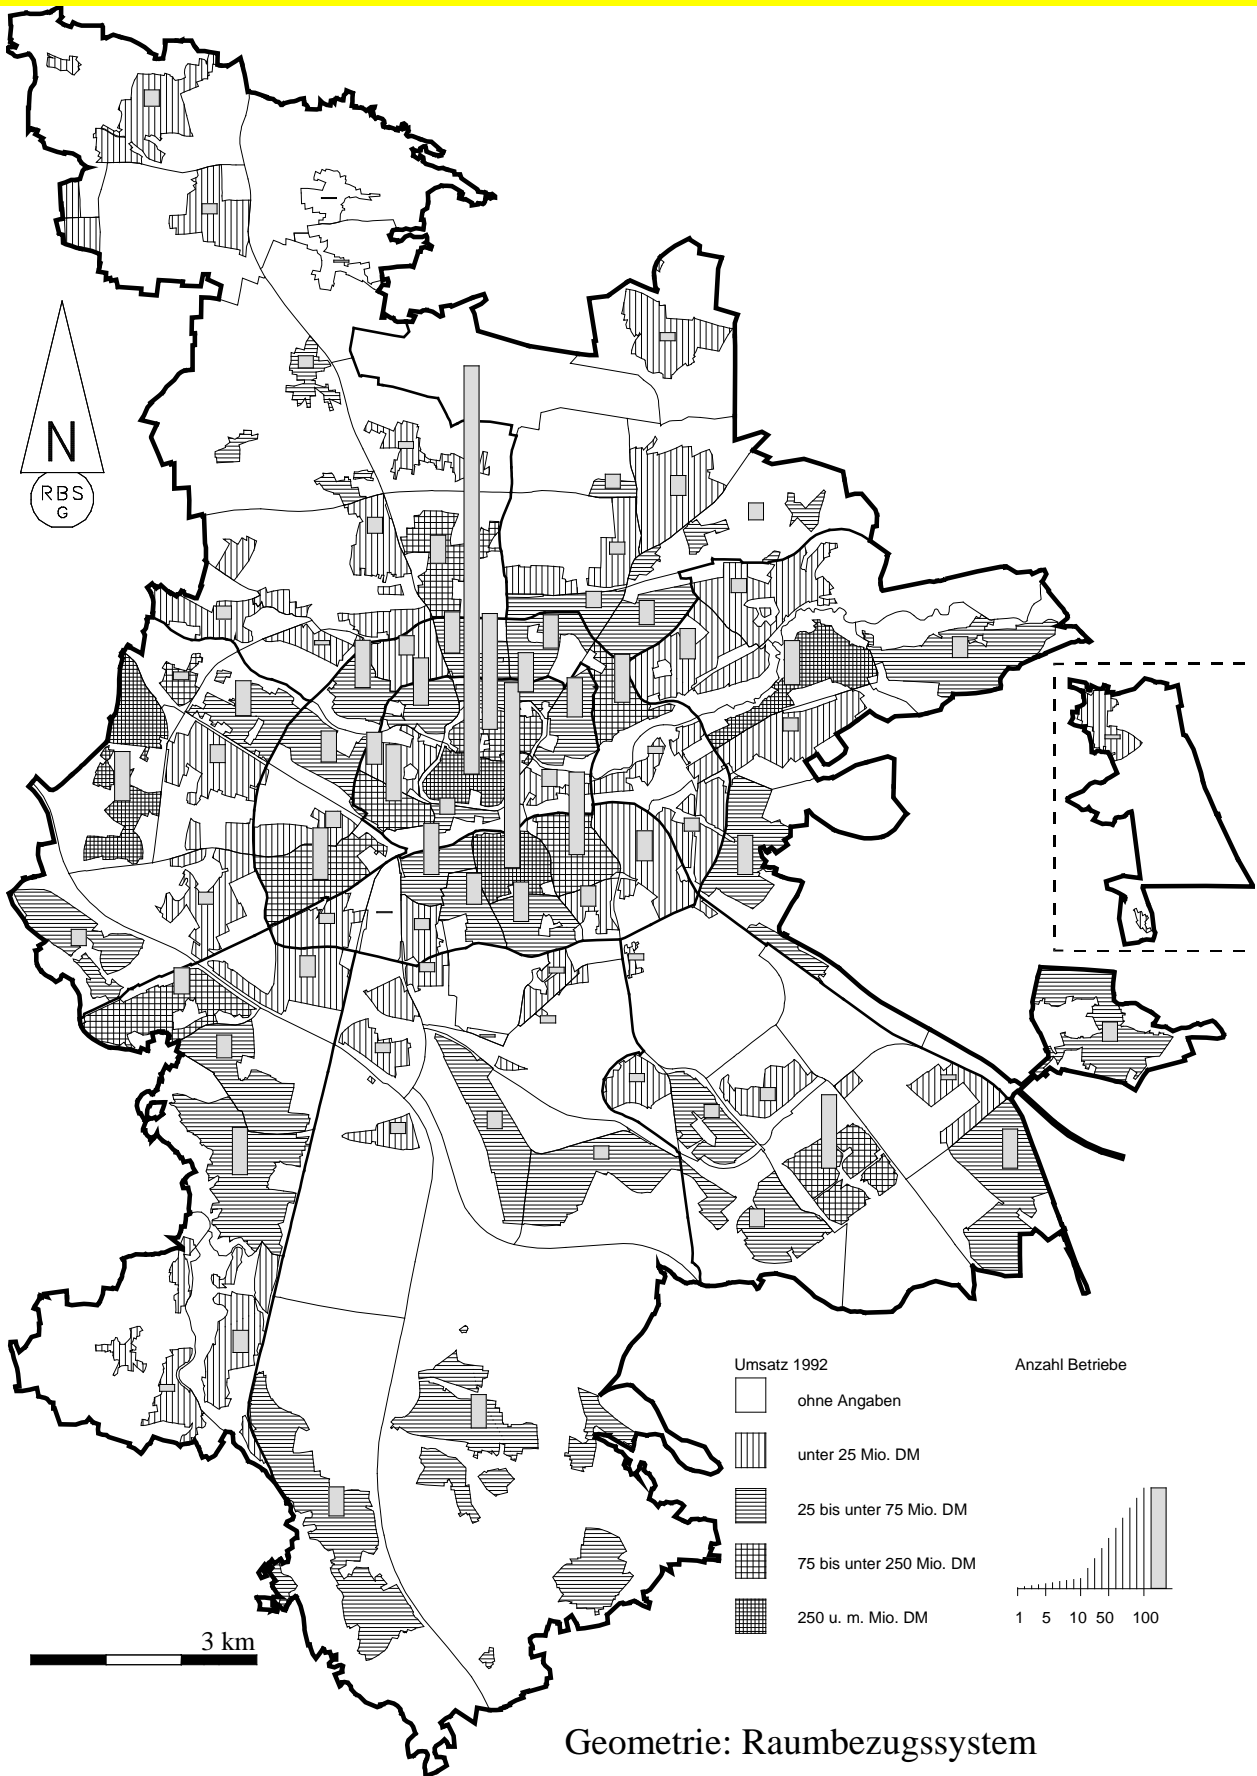 N
RBS
G
Umsatz 1992
Anzahl Betriebe
ohne Angaben
unter 25 Mio. DM
25 bis unter 75 Mio. DM
75 bis unter 250 Mio. DM
250 u. m. Mio. DM
1 5 10 50 100
3 km
Geometrie: Raumbezugssystem